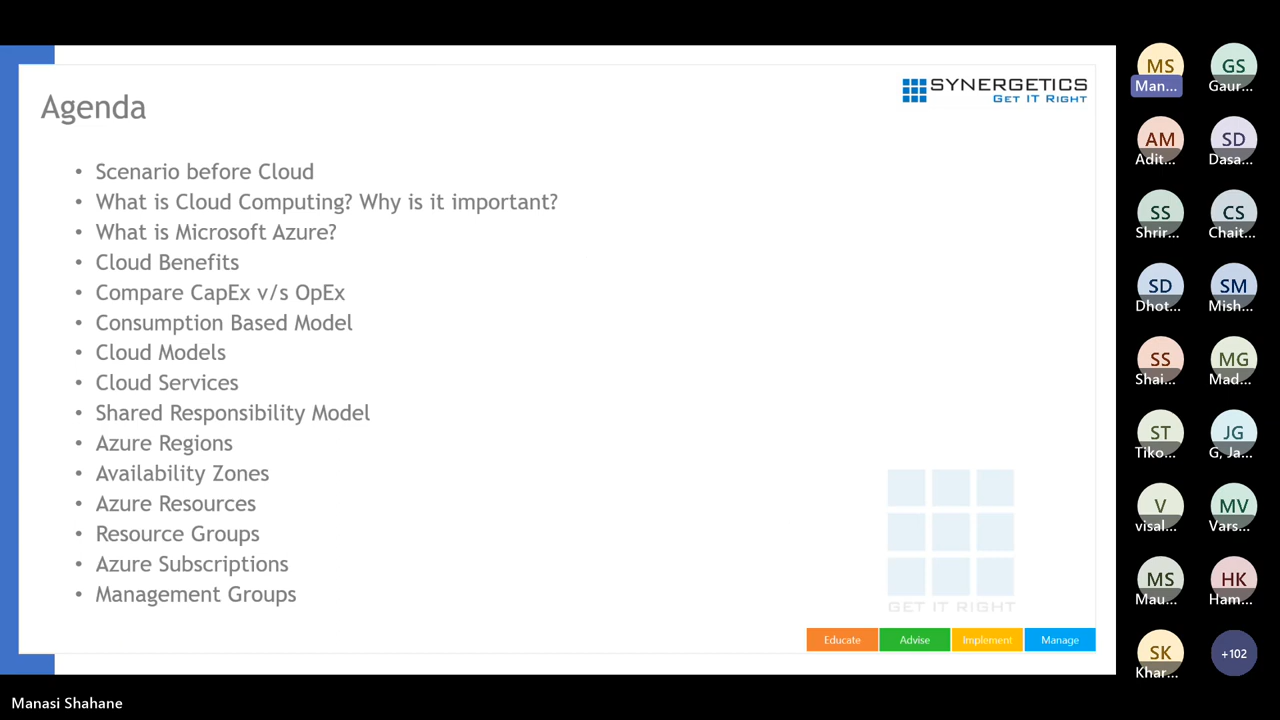 SYNERGETICS
GET IT RIGHT
Agenda
• Scenario before Cloud
• What is Cloud Computing? Why is it important?
• What is Microsoft Azure?
• Cloud Benefits
• Compare CapEx v/s OpEx
• Consumption Based Model
• Cloud Models
• Cloud Services
• Shared Responsibility Model
• Azure Regions
• Availability Zones
• Azure Resources
• Resource Groups
• Azure Subscriptions
• Management Groups
GET IT RIGHT
Educate Advise Implement Manage
MS GS
Man... Gaur...
AM SD
Adit... Dasa...
SS CS
Shrir... Chait...
SD SM
Dhot... Mish...
SS MG
Shai... Mad...
ST JG
Tiko... G, Ja...
V MV
visal... Vars...
MS HK
Mau... Ham...
SK +102
Khar...
Manasi Shahane